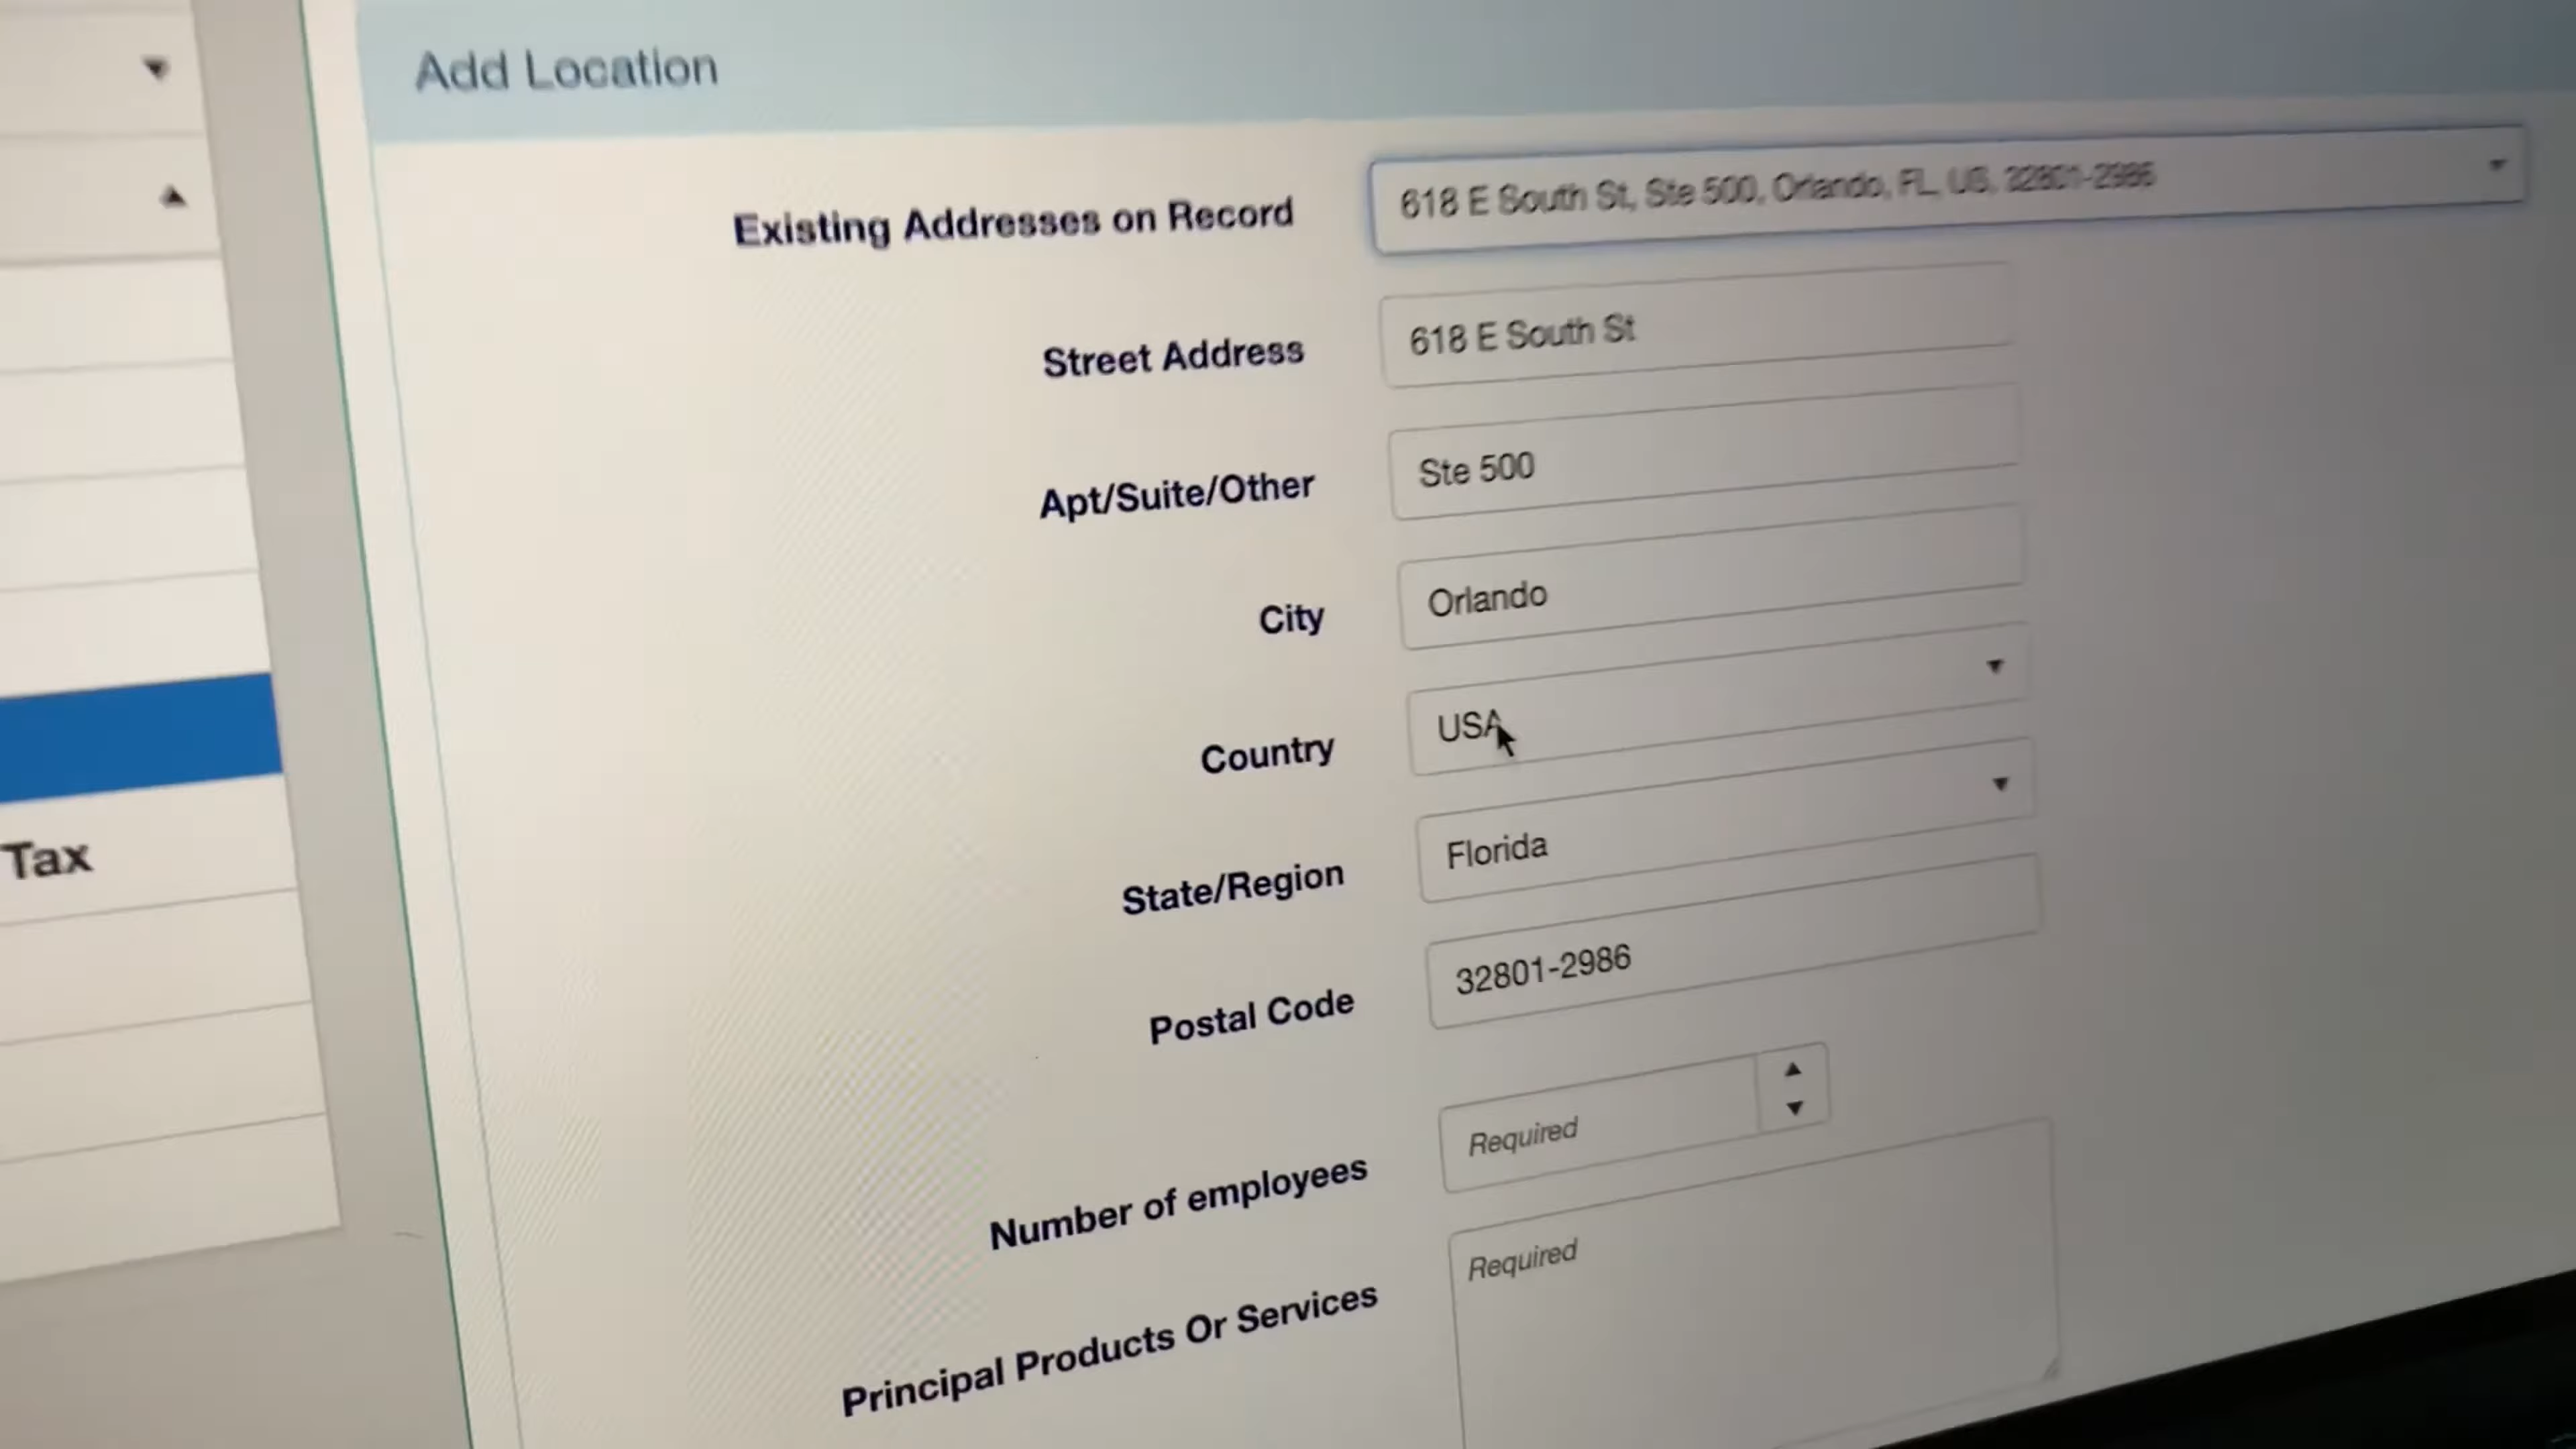 Add Location
Existing Addresses on Record
618 E South St, Ste 500, Orlando, FL, US, 32801-2986
Street Address
618 E South St
Apt/Suite/Other
Ste 500
City
Orlando
Country
USA
State/Region
Florida
Tax
Postal Code
32801-2986
Number of employees
Required
Principal Products Or Services
Required